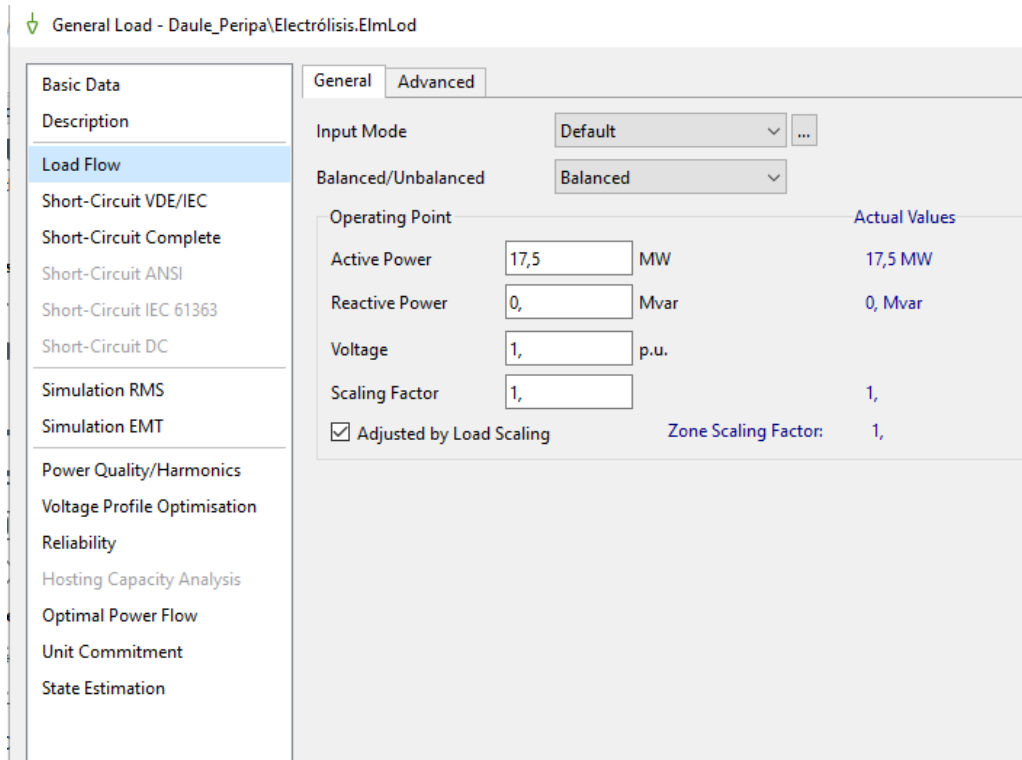 General Load - Daule_Peripa\Electrólisis.ElmLod
Basic Data
Description
Load Flow
Short-Circuit VDE/IEC
Short-Circuit Complete
Short-Circuit ANSI
Short-Circuit IEC 61363
Short-Circuit DC
Simulation RMS
Simulation EMT
Power Quality/Harmonics
Voltage Profile Optimisation
Reliability
Hosting Capacity Analysis
Optimal Power Flow
Unit Commitment
State Estimation
General Advanced
Input Mode Default ...
Balanced/Unbalanced Balanced
Operating Point Actual Values
Active Power 17,5 MW 17,5 MW
Reactive Power 0, Mvar 0, Mvar
Voltage 1, p.u.
Scaling Factor 1, 1,
Adjusted by Load Scaling Zone Scaling Factor: 1,